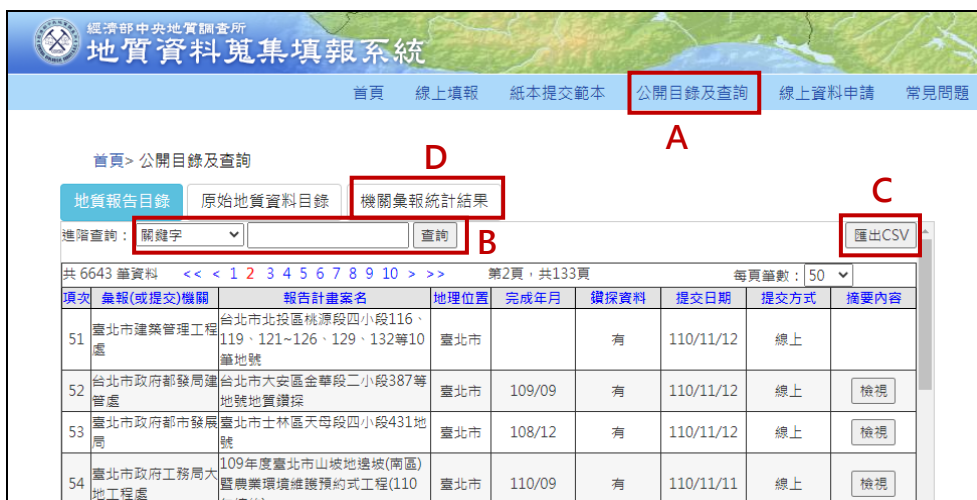 經濟部中央地質調查所
地質資料蒐集填報系統
首頁 線上填報 紙本提交範本 公開目錄及查詢 線上資料申請 常見問題
A
首頁> 公開目錄及查詢
D
地質報告目錄 原始地質資料目錄 機關彙報統計結果
C
進階查詢： 關鍵字 查詢 B 匯出CSV
共 6643 筆資料 << < 1 2 3 4 5 6 7 8 9 10 > >> 第2頁，共133頁 每頁筆數： 50
項次 彙報(或提交)機關 報告計畫案名 地理位置 完成年月 鑽探資料 提交日期 提交方式 摘要內容
51 臺北市建築管理工程處 台北市北投區桃源段四小段116、
119、121~126、129、132等10
筆地號 臺北市 有 110/11/12 線上
52 台北市政府都發局建管處 台北市大安區金華段二小段387等
地號地質鑽探 臺北市 109/09 有 110/11/12 線上 檢視
53 臺北市政府都市發展局 臺北市士林區天母段四小段431地
號 臺北市 108/12 有 110/11/12 線上 檢視
54 臺北市政府工務局大地工程處 109年度臺北市山坡地邊坡(南區)
暨農業環境維護預約式工程(110 臺北市 110/09 有 110/11/11 線上 檢視